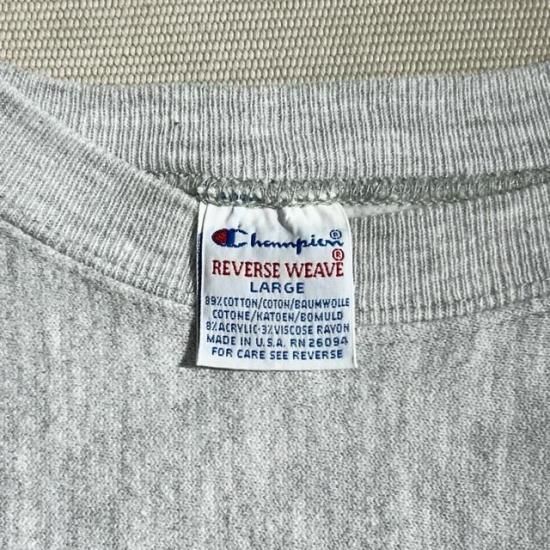 Champion®
REVERSE WEAVE®
LARGE
89% COTTON/COTON/BAUMWOLLE
COTONE/KATOEN/BOMULD
8% ACRYLIC·3% VISCOSE RAYON
MADE IN U.S.A. RN 26094
FOR CARE SEE REVERSE